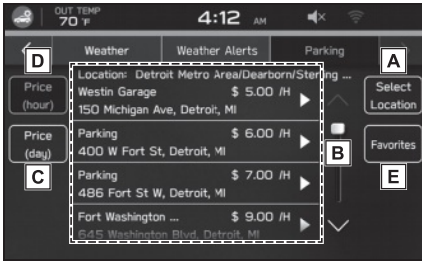 OUT TEMP
70 °F
4:12 AM
D
Weather
Weather Alerts
Parking
A
Price
(hour)
Location: Detroit Metro Area/Dearborn/Sterling ...
Westin Garage $ 5.00 /H
150 Michigan Ave, Detroit, MI
Select
Location
Price
(day)
Parking $ 6.00 /H
400 W Fort St, Detroit, MI
B
Favorites
C
Parking $ 7.00 /H
486 Fort St W, Detroit, MI
E
Fort Washington ... $ 9.00 /H
645 Washington Blvd, Detroit, MI